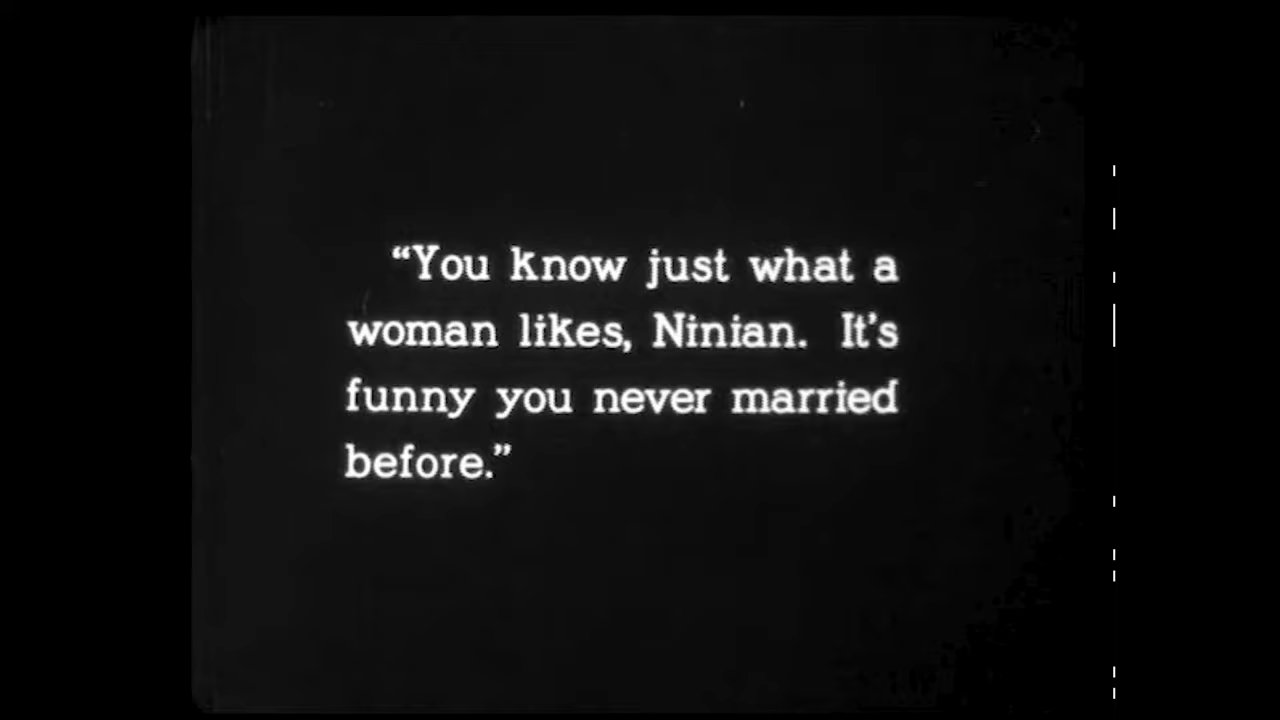 “You know just what a
woman likes, Ninian. It’s
funny you never married
before.”